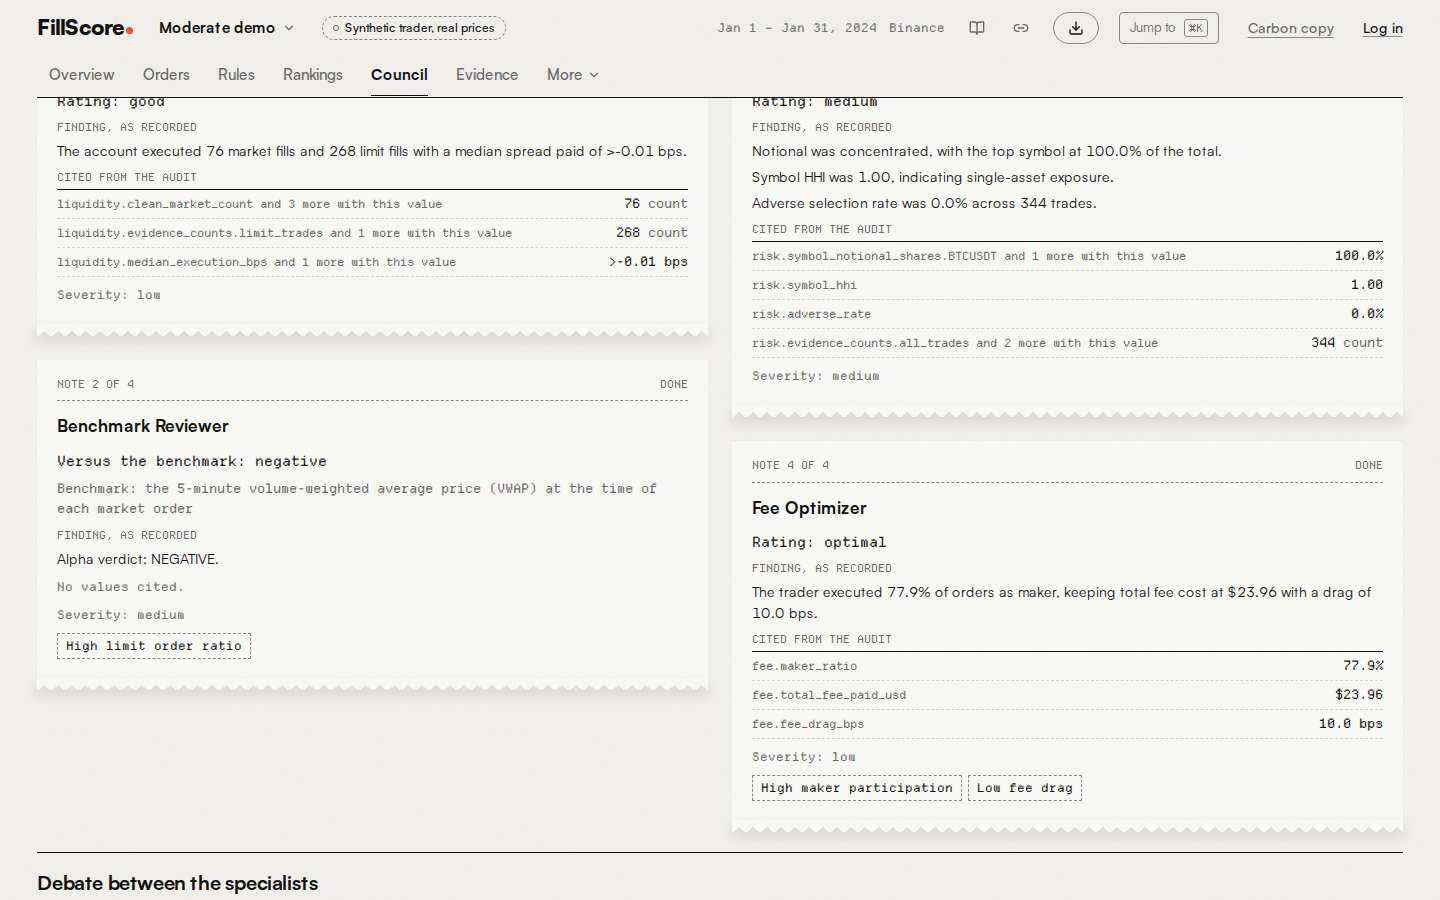 FillScore
Moderate demo
Synthetic trader, real prices
Jan 1 – Jan 31, 2024 Binance
Jump to ⌘K
Carbon copy
Log in
Overview Orders Rules Rankings Council Evidence More
Rating: good
FINDING, AS RECORDED
The account executed 76 market fills and 268 limit fills with a median spread paid of >-0.01 bps.
CITED FROM THE AUDIT
liquidity.clean_market_count and 3 more with this value 76 count
liquidity.evidence_counts.limit_trades and 1 more with this value 268 count
liquidity.median_execution_bps and 1 more with this value >-0.01 bps
Severity: low
NOTE 2 OF 4 DONE
Benchmark Reviewer
Versus the benchmark: negative
Benchmark: the 5-minute volume-weighted average price (VWAP) at the time of
each market order
FINDING, AS RECORDED
Alpha verdict: NEGATIVE.
No values cited.
Severity: medium
High limit order ratio
Rating: medium
FINDING, AS RECORDED
Notional was concentrated, with the top symbol at 100.0% of the total.
Symbol HHI was 1.00, indicating single-asset exposure.
Adverse selection rate was 0.0% across 344 trades.
CITED FROM THE AUDIT
risk.symbol_notional_shares.BTCUSDT and 1 more with this value 100.0%
risk.symbol_hhi 1.00
risk.adverse_rate 0.0%
risk.evidence_counts.all_trades and 2 more with this value 344 count
Severity: medium
NOTE 4 OF 4 DONE
Fee Optimizer
Rating: optimal
FINDING, AS RECORDED
The trader executed 77.9% of orders as maker, keeping total fee cost at $23.96 with a drag of
10.0 bps.
CITED FROM THE AUDIT
fee.maker_ratio 77.9%
fee.total_fee_paid_usd $23.96
fee.fee_drag_bps 10.0 bps
Severity: low
High maker participation Low fee drag
Debate between the specialists